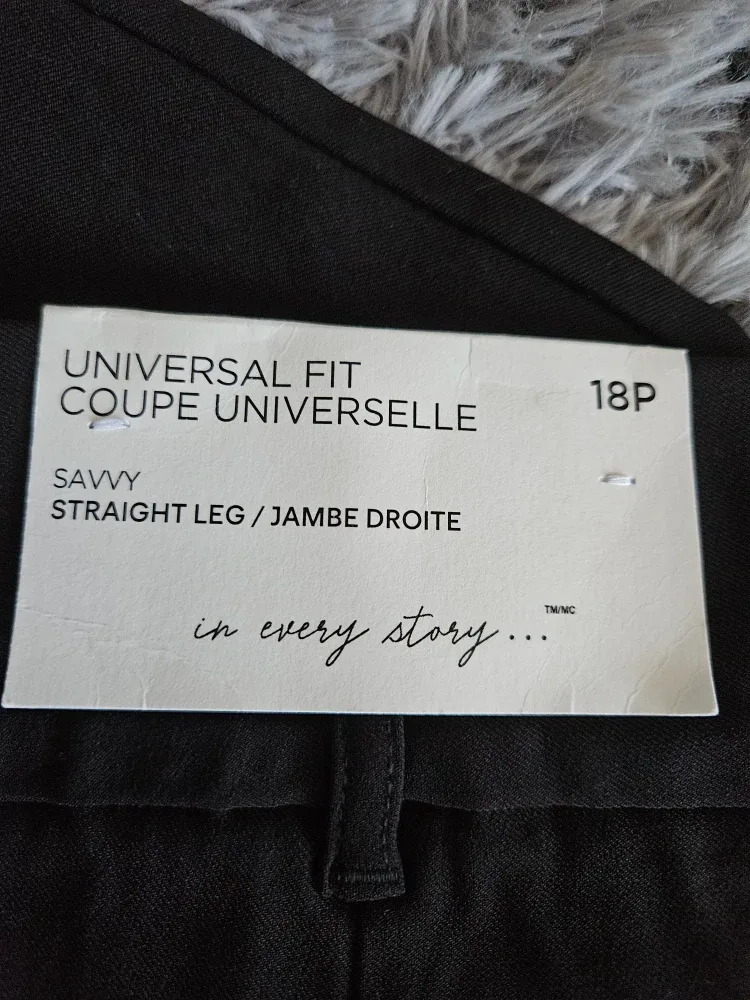 UNIVERSAL FIT
COUPE UNIVERSELLE
18P
SAVVY
STRAIGHT LEG / JAMBE DROITE
in every story...TM/MC